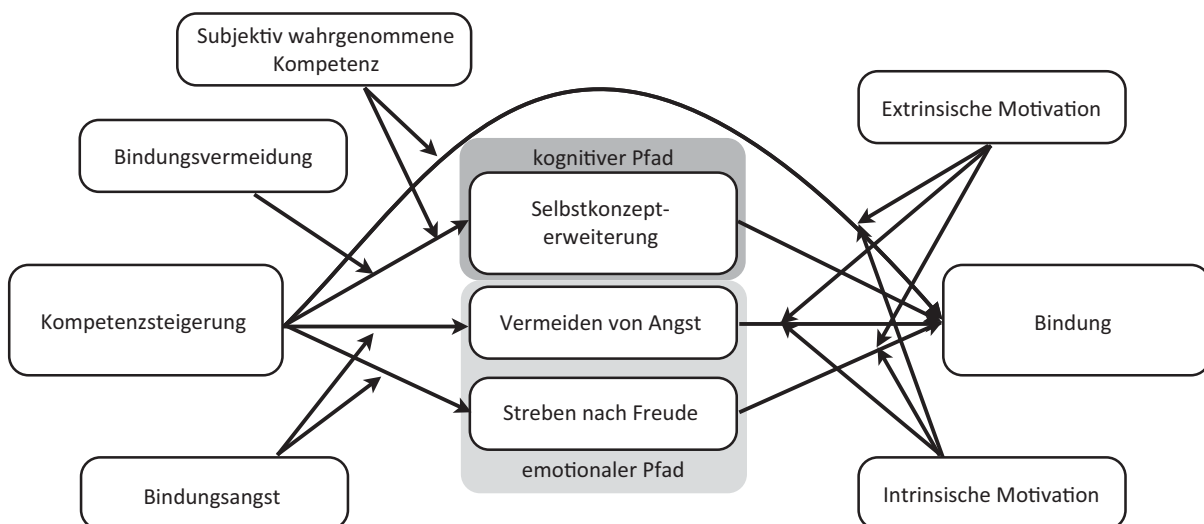 Subjektiv wahrgenommene
Kompetenz
Extrinsische Motivation
Bindungsvermeidung
kognitiver Pfad
Selbstkonzept-
erweiterung
Kompetenzsteigerung
Vermeiden von Angst
Bindung
Streben nach Freude
emotionaler Pfad
Bindungsangst
Intrinsische Motivation